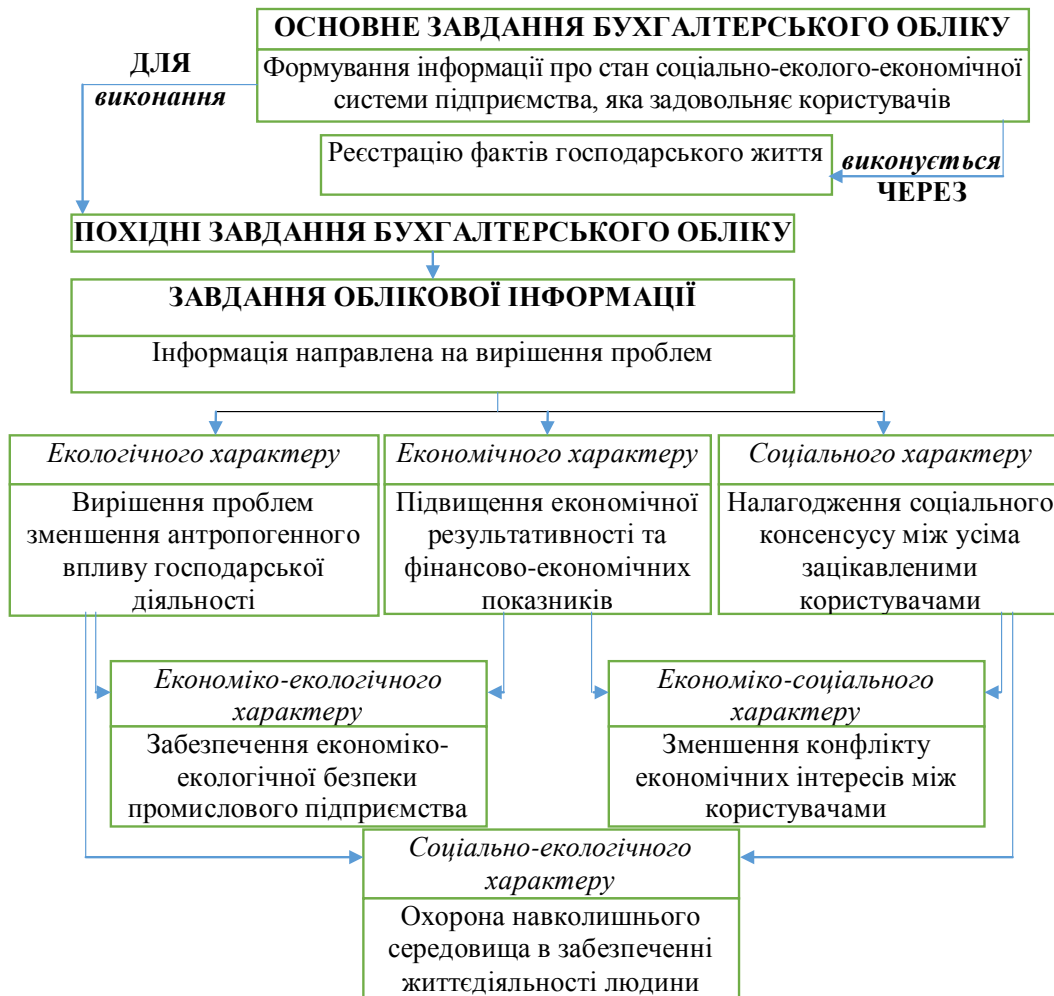 ОСНОВНЕ ЗАВДАННЯ БУХГАЛТЕРСЬКОГО ОБЛІКУ
Формування інформації про стан соціально-еколого-економічної
системи підприємства, яка задовольняє користувачів
ДЛЯ
виконання
Реєстрацію фактів господарського життя
виконується
ЧЕРЕЗ
ПОХІДНІ ЗАВДАННЯ БУХГАЛТЕРСЬКОГО ОБЛІКУ
ЗАВДАННЯ ОБЛІКОВОЇ ІНФОРМАЦІЇ
Інформація направлена на вирішення проблем
Екологічного характеру
Вирішення проблем
зменшення антропогенного
впливу господарської
діяльності
Економічного характеру
Підвищення економічної
результативності та
фінансово-економічних
показників
Соціального характеру
Налагодження соціального
консенсусу між усіма
зацікавленими
користувачами
Економіко-екологічного
характеру
Забезпечення економіко-
екологічної безпеки
промислового підприємства
Економіко-соціального
характеру
Зменшення конфлікту
економічних інтересів між
користувачами
Соціально-екологічного
характеру
Охорона навколишнього
середовища в забезпеченні
життєдіяльності людини